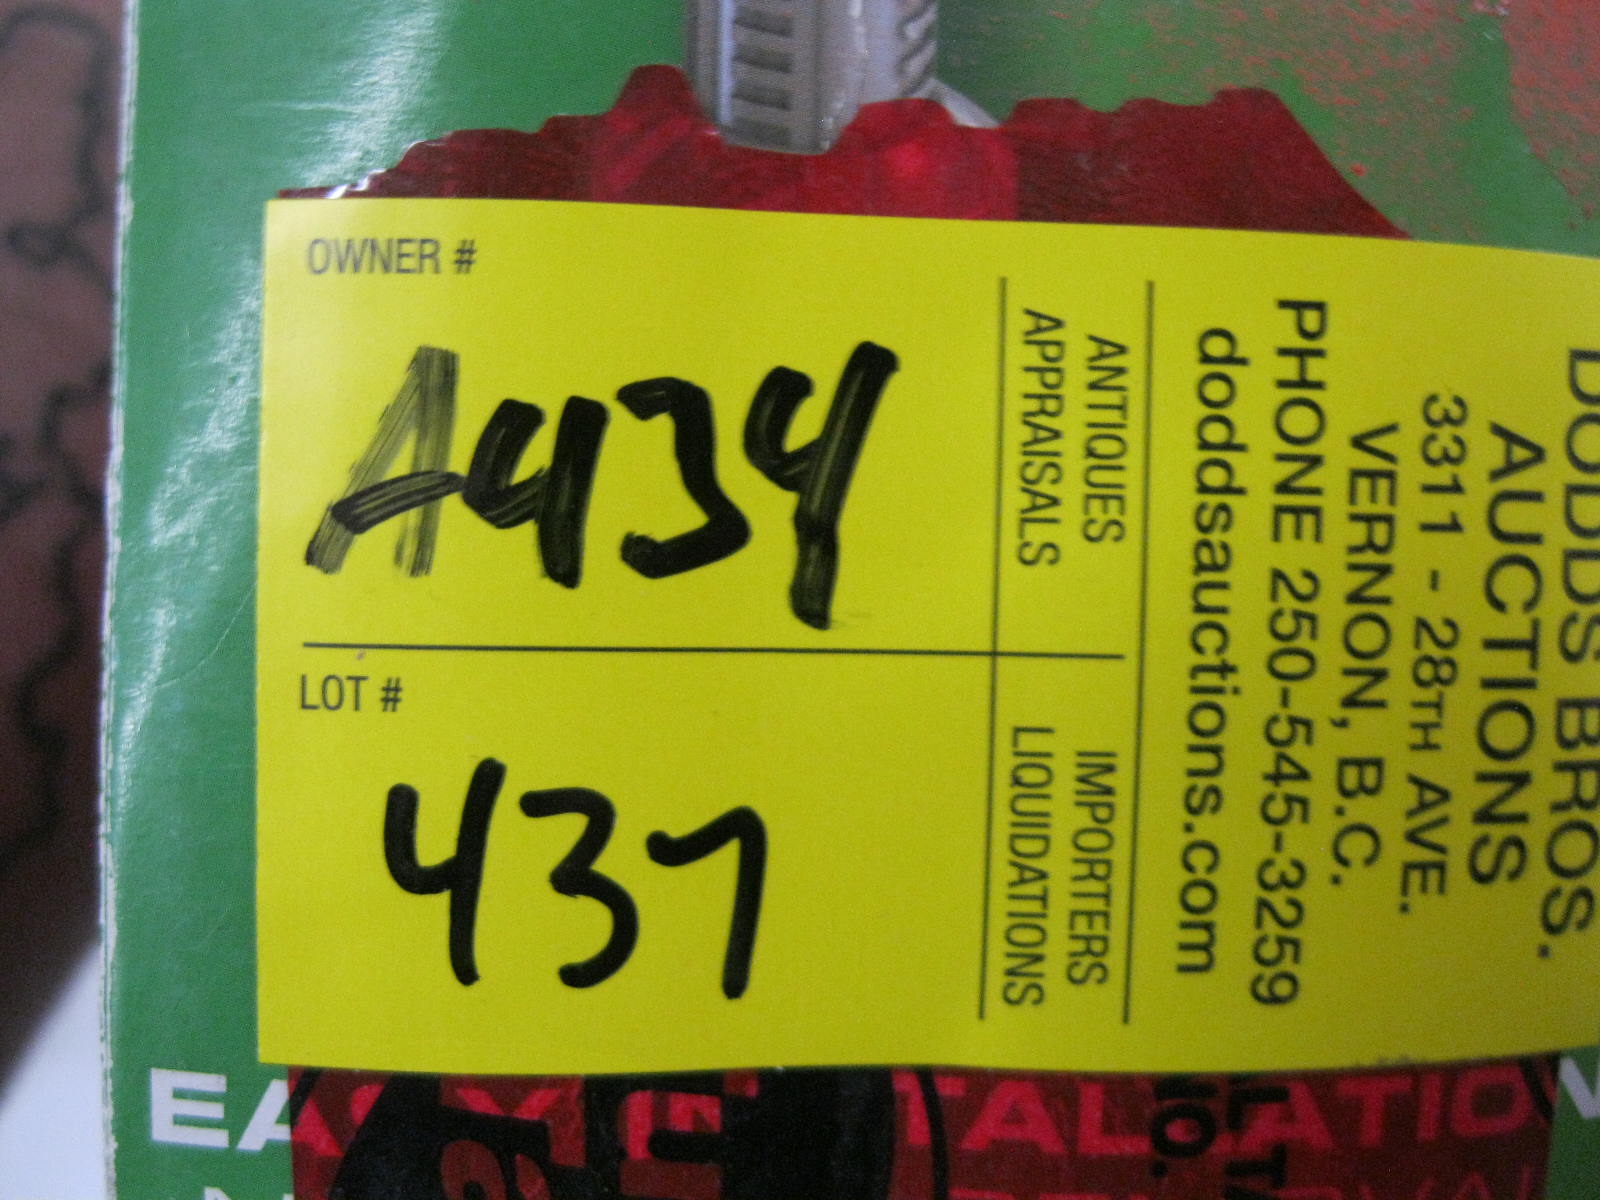 OWNER #
A434
LOT #
437
ANTIQUES
APPRAISALS
IMPORTERS
LIQUIDATIONS
DODDS BROS.
AUCTIONS
3311 - 28TH AVE.
VERNON, B.C.
PHONE 250-545-3259
doddsauctions.com
NO.